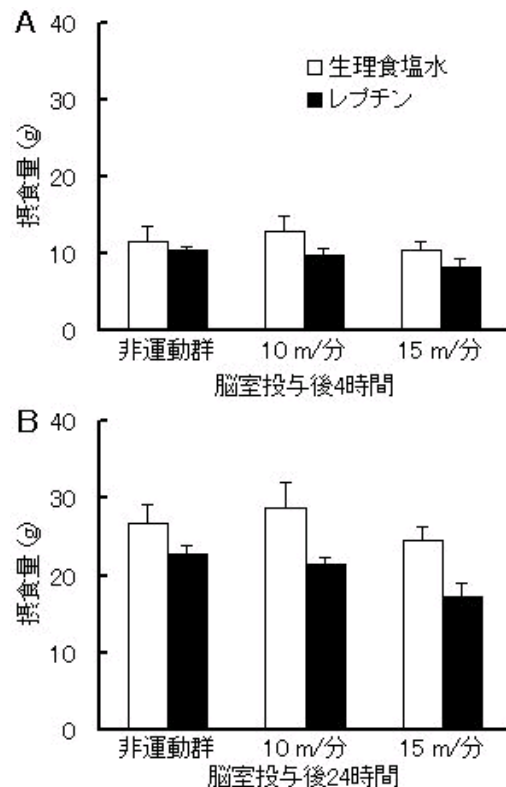 A
40
30
20
10
0
摂食量(g)
生理食塩水
レプチン
非運動群 10 m/分 15 m/分
脳室投与後4時間
B
40
30
20
10
0
摂食量(g)
非運動群 10 m/分 15 m/分
脳室投与後24時間